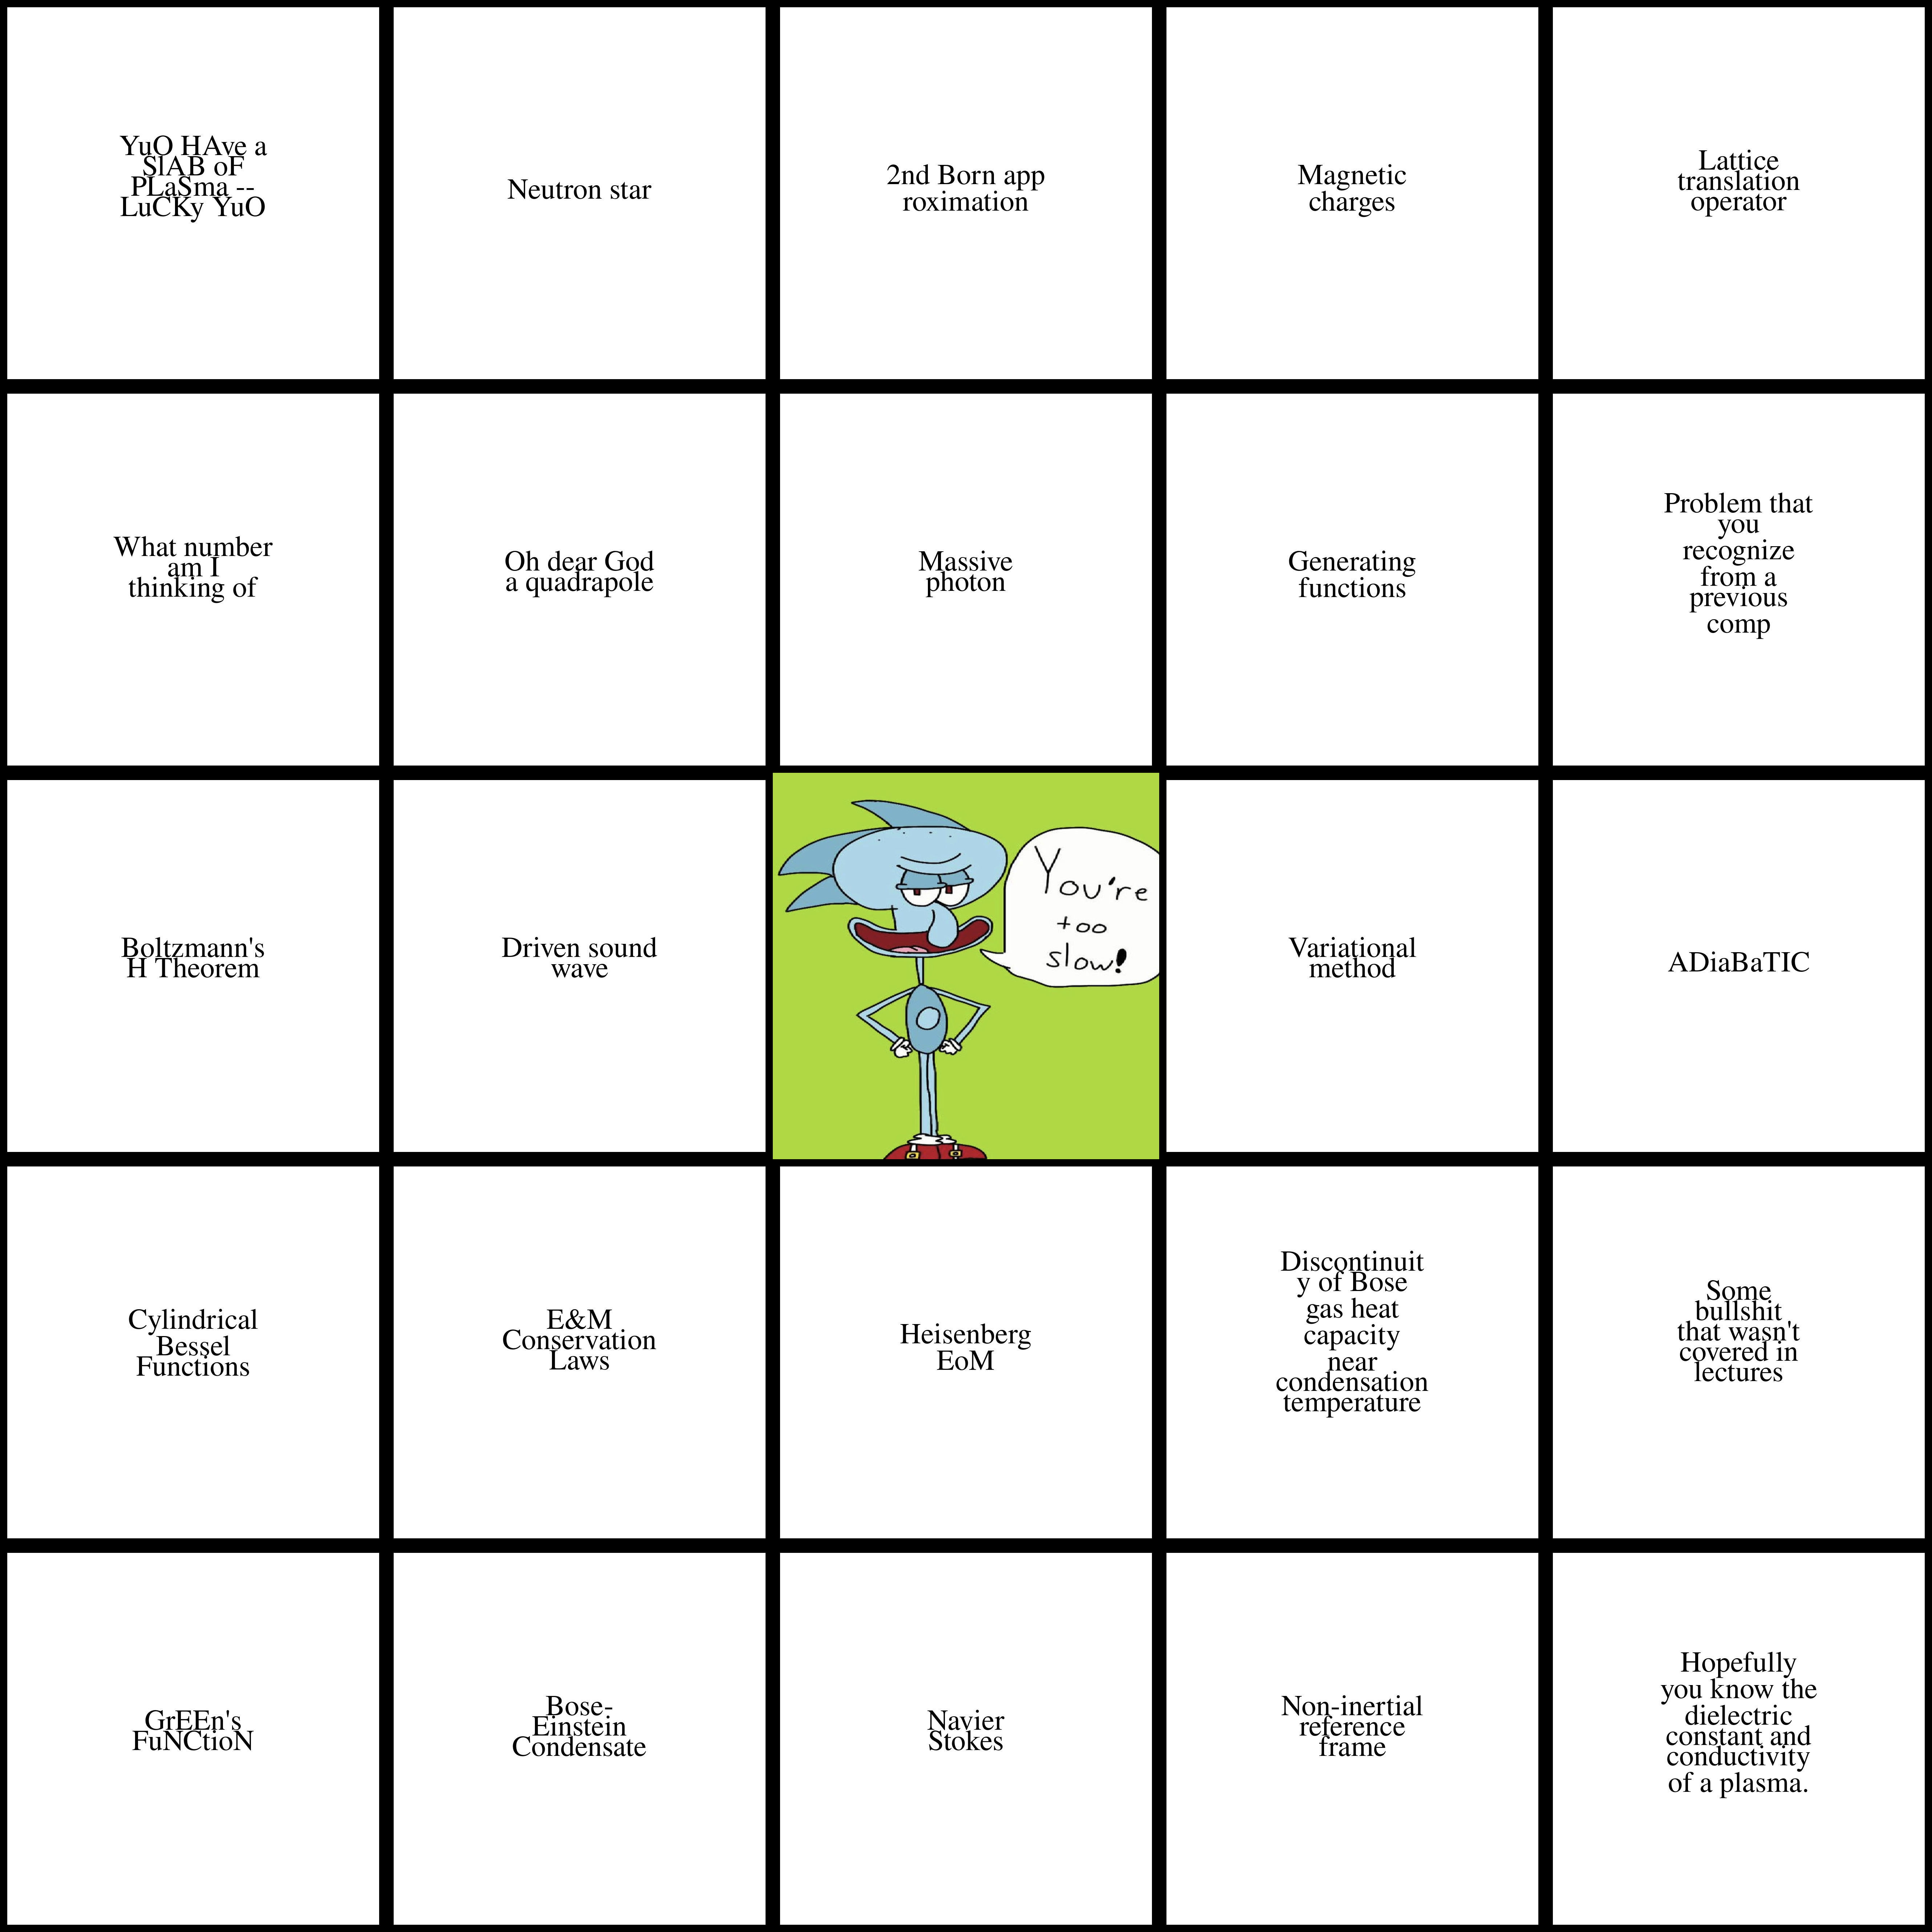 YuO HAve a
SlAB oF
PLaSma --
LuCKy YuO
Neutron star
2nd Born app
roximation
Magnetic
charges
Lattice
translation
operator
What number
am I
thinking of
Oh dear God
a quadrapole
Massive
photon
Generating
functions
Problem that
you
recognize
from a
previous
comp
Boltzmann's
H Theorem
Driven sound
wave
You're
too
slow!
Variational
method
ADiaBaTIC
Cylindrical
Bessel
Functions
E&M
Conservation
Laws
Heisenberg
EoM
Discontinuit
y of Bose
gas heat
capacity
near
condensation
temperature
Some
bullshit
that wasn't
covered in
lectures
GrEEn's
FuNCtioN
Bose-
Einstein
Condensate
Navier
Stokes
Non-inertial
reference
frame
Hopefully
you know the
dielectric
constant and
conductivity
of a plasma.